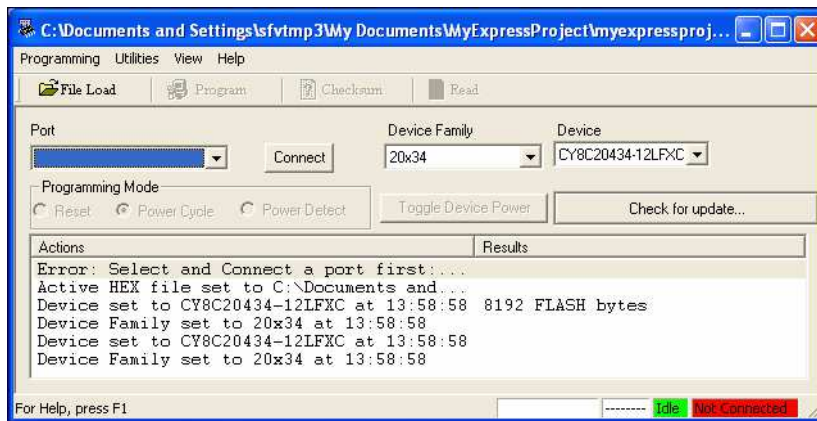 C:\Documents and Settings\sfvtmp3\My Documents\MyExpressProject\myexpressproj...
Programming Utilities View Help
File Load Program Checksum Read
Port Device Family Device
Connect 20x34 CY8C20434-12LFXC
Programming Mode
Reset Power Cycle Power Detect Toggle Device Power Check for update...
Actions Results
Error: Select and Connect a port first:...
Active HEX file set to C:\Documents and...
Device set to CY8C20434-12LFXC at 13:58:58 8192 FLASH bytes
Device Family set to 20x34 at 13:58:58
Device set to CY8C20434-12LFXC at 13:58:58
Device Family set to 20x34 at 13:58:58
For Help, press F1 -------- Idle Not Connected